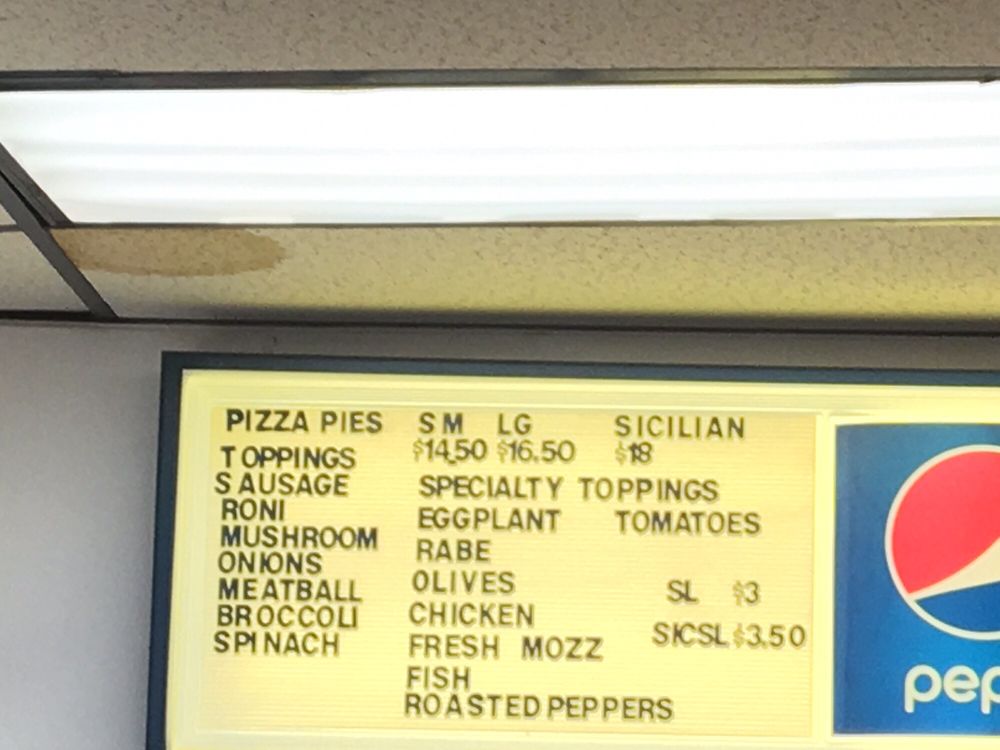 PIZZA PIES SM LG SICILIAN
$14.50 $16.50 $18
TOPPINGS
SAUSAGE
RONI
MUSHROOM
ONIONS
MEATBALL
BROCCOLI
SPINACH
SPECIALTY TOPPINGS
EGGPLANT TOMATOES
RABE
OLIVES
CHICKEN
FRESH MOZZ
FISH
ROASTED PEPPERS
SL $3
SICSL $3.50
pep